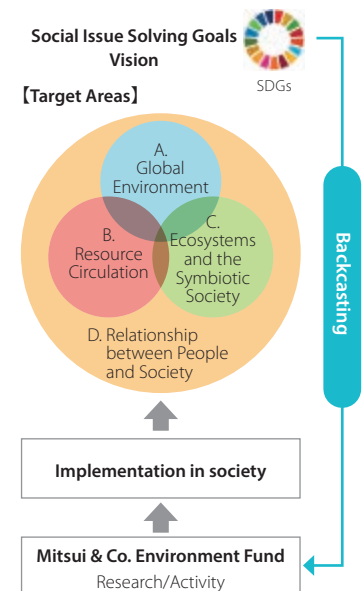 Social Issue Solving Goals
Vision
SDGs
【Target Areas】
A.
Global
Environment
B.
Resource
Circulation
C.
Ecosystems
and the
Symbiotic
Society
D. Relationship
between People
and Society
Backcasting
Implementation in society
Mitsui & Co. Environment Fund
Research/Activity